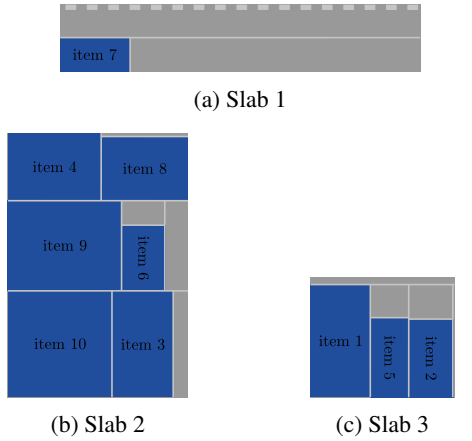 item 7
(a) Slab 1
item 4
item 8
item 9
item 6
item 10
item 3
(b) Slab 2
item 1
item 5
item 2
(c) Slab 3